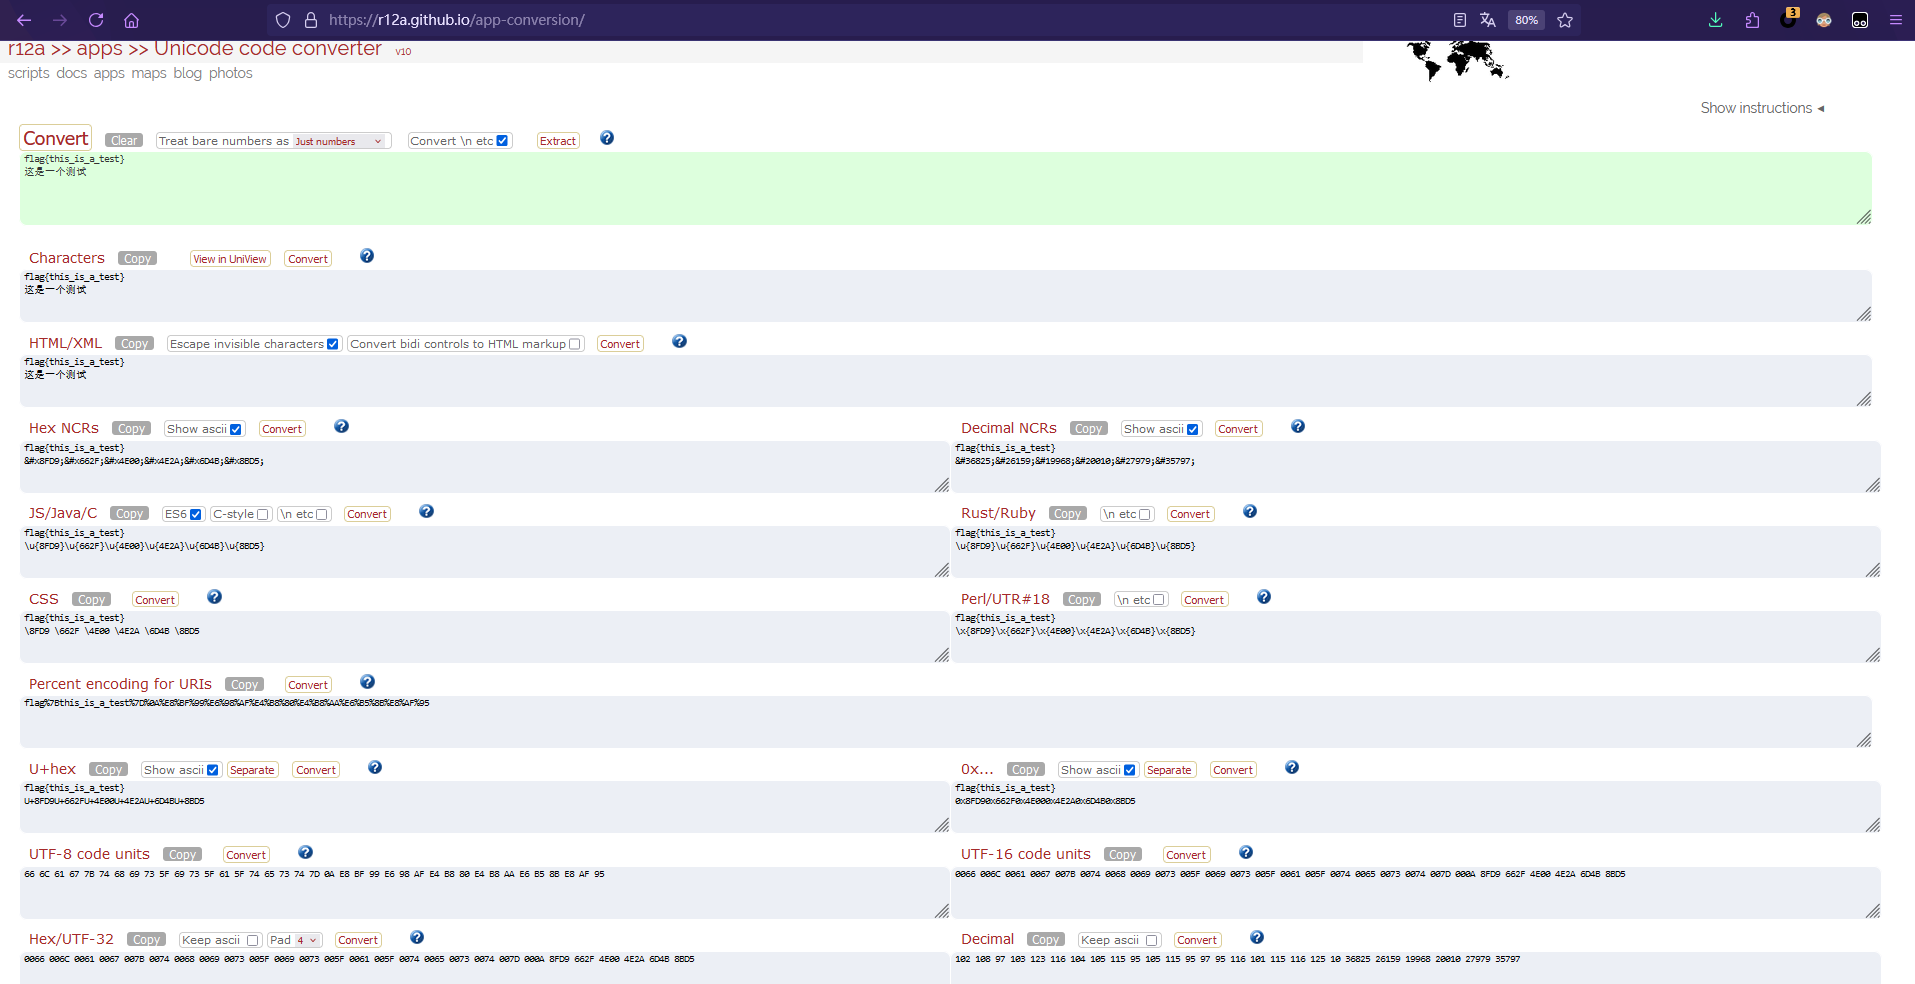 https://r12a.github.io/app-conversion/
80%
3
r12a >> apps >> Unicode code converter v10
scripts docs apps maps blog photos
Show instructions ◂
Convert Clear Treat bare numbers as Just numbers Convert \n etc Extract ?
flag{this_is_a_test}
这是一个测试
Characters Copy View in UniView Convert ?
flag{this_is_a_test}
这是一个测试
HTML/XML Copy Escape invisible characters Convert bidi controls to HTML markup Convert ?
flag{this_is_a_test}
这是一个测试
Hex NCRs Copy Show ascii Convert ?
flag{this_is_a_test}
&#x8FD9;&#x662F;&#x4E00;&#x4E2A;&#x6D4B;&#x8BD5;
Decimal NCRs Copy Show ascii Convert ?
flag{this_is_a_test}
&#36825;&#26159;&#19968;&#20010;&#27979;&#35797;
JS/Java/C Copy ES6 C-style \n etc Convert ?
flag{this_is_a_test}
\u{8FD9}\u{662F}\u{4E00}\u{4E2A}\u{6D4B}\u{8BD5}
Rust/Ruby Copy \n etc Convert ?
flag{this_is_a_test}
\u{8FD9}\u{662F}\u{4E00}\u{4E2A}\u{6D4B}\u{8BD5}
CSS Copy Convert ?
flag{this_is_a_test}
\8FD9 \662F \4E00 \4E2A \6D4B \8BD5
Perl/UTR#18 Copy \n etc Convert ?
flag{this_is_a_test}
\x{8FD9}\x{662F}\x{4E00}\x{4E2A}\x{6D4B}\x{8BD5}
Percent encoding for URIs Copy Convert ?
flag%7Bthis_is_a_test%7D%0A%E8%BF%99%E6%98%AF%E4%B8%80%E4%B8%AA%E6%B5%8B%E8%AF%95
U+hex Copy Show ascii Separate Convert ?
flag{this_is_a_test}
U+8FD9U+662FU+4E00U+4E2AU+6D4BU+8BD5
0x... Copy Show ascii Separate Convert ?
flag{this_is_a_test}
0x8FD90x662F0x4E000x4E2A0x6D4B0x8BD5
UTF-8 code units Copy Convert ?
66 6C 61 67 7B 74 68 69 73 5F 69 73 5F 61 5F 74 65 73 74 7D 0A E8 BF 99 E6 98 AF E4 B8 80 E4 B8 AA E6 B5 8B E8 AF 95
UTF-16 code units Copy Convert ?
0066 006C 0061 0067 007B 0074 0068 0069 0073 005F 0069 0073 005F 0061 005F 0074 0065 0073 0074 007D 000A 8FD9 662F 4E00 4E2A 6D4B 8BD5
Hex/UTF-32 Copy Keep ascii Pad 4 Convert ?
0066 006C 0061 0067 007B 0074 0068 0069 0073 005F 0069 0073 005F 0061 005F 0074 0065 0073 0074 007D 000A 8FD9 662F 4E00 4E2A 6D4B 8BD5
Decimal Copy Keep ascii Convert ?
102 108 97 103 123 116 104 105 115 95 105 115 95 97 95 116 101 115 116 125 10 36825 26159 19968 20010 27979 35797